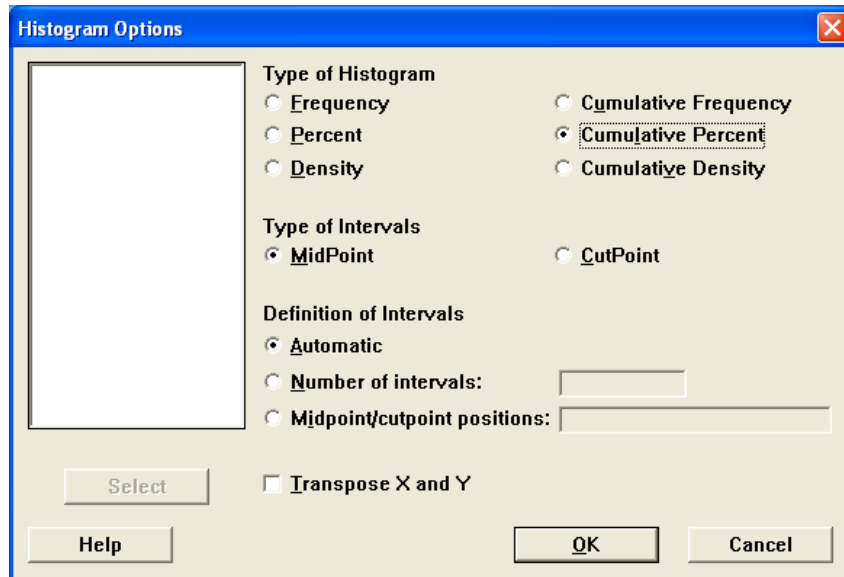 Histogram Options
Type of Histogram
Frequency
Cumulative Frequency
Percent
Cumulative Percent
Density
Cumulative Density
Type of Intervals
MidPoint
CutPoint
Definition of Intervals
Automatic
Number of intervals:
Midpoint/cutpoint positions:
Select
Transpose X and Y
Help
OK
Cancel